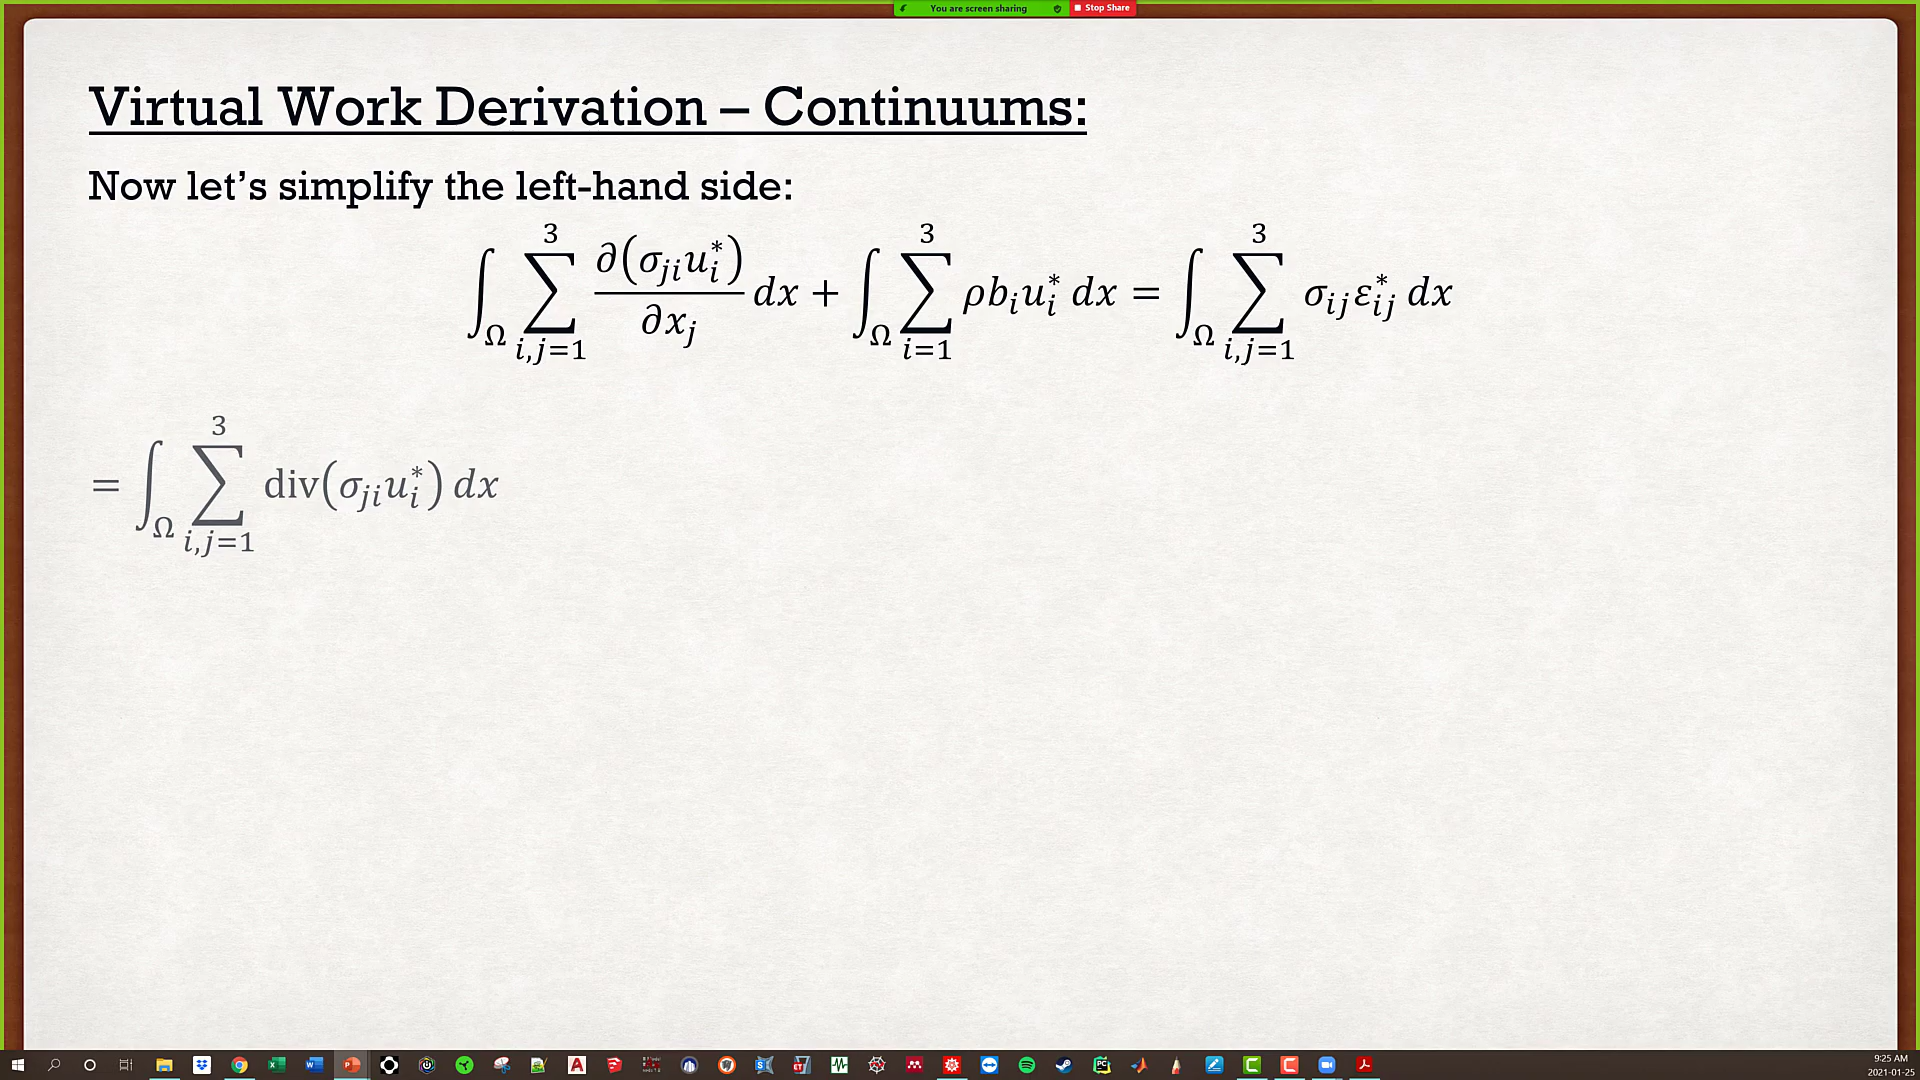 You are screen sharing Stop Share
Virtual Work Derivation – Continuums:
Now let's simplify the left-hand side:
∫_Ω ∑_{i,j=1}^{3} ∂(σ_{ji}u_i^*)/∂x_j dx + ∫_Ω ∑_{i=1}^{3} ρb_iu_i^* dx = ∫_Ω ∑_{i,j=1}^{3} σ_{ij}ε_{ij}^* dx
= ∫_Ω ∑_{i,j=1}^{3} div(σ_{ji}u_i^*) dx
9:25 AM
2021-01-25